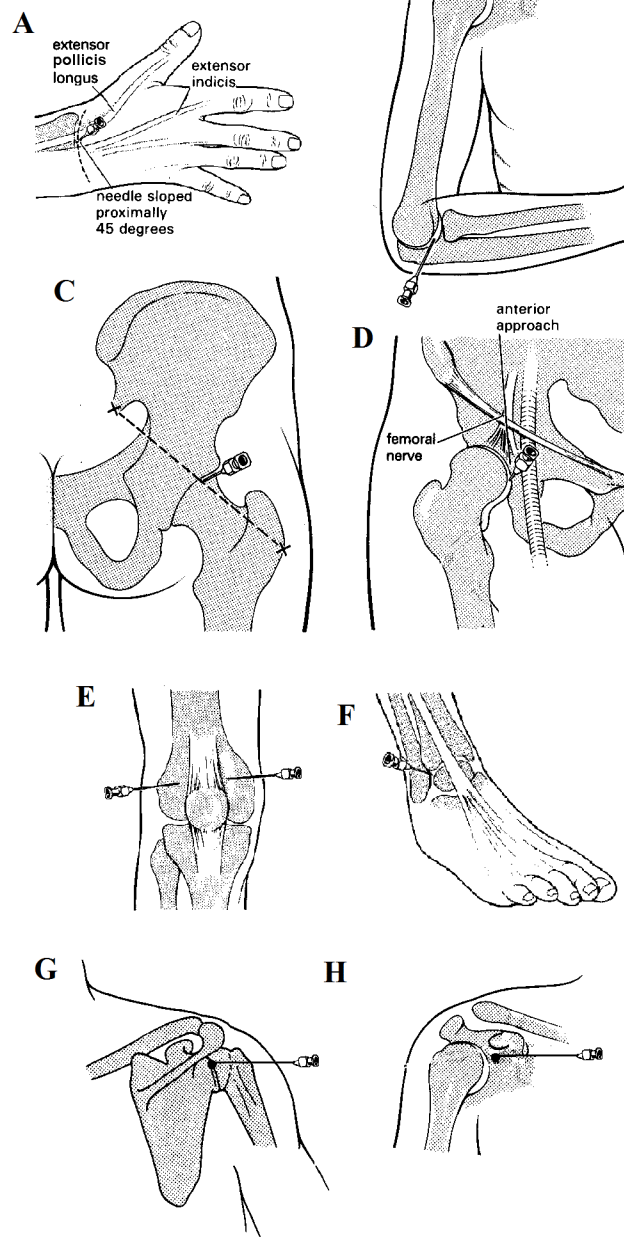 A
extensor
pollicis
longus
extensor
indicis
needle sloped
proximally
45 degrees
C
anterior
approach
D
femoral
nerve
E
F
G
H